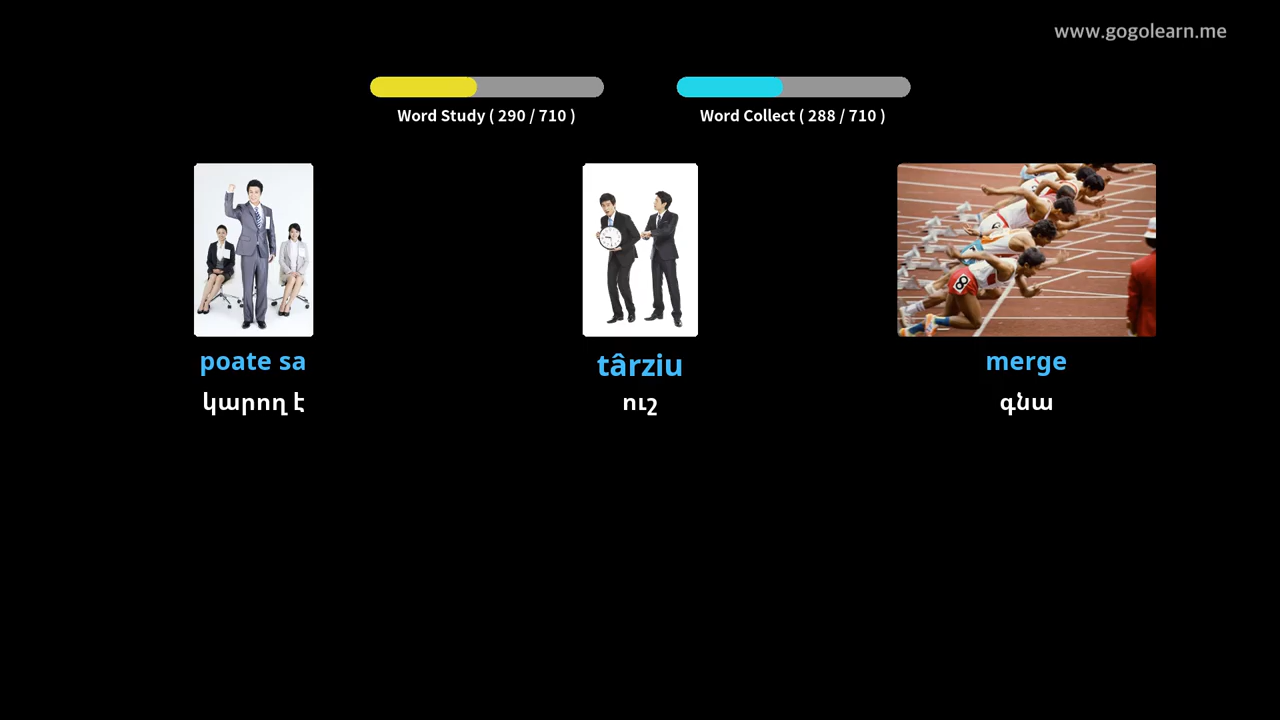 www.gogolearn.me
Word Study ( 290 / 710 )
Word Collect ( 288 / 710 )
poate sa
târziu
merge
կարող է
ուշ
գնա